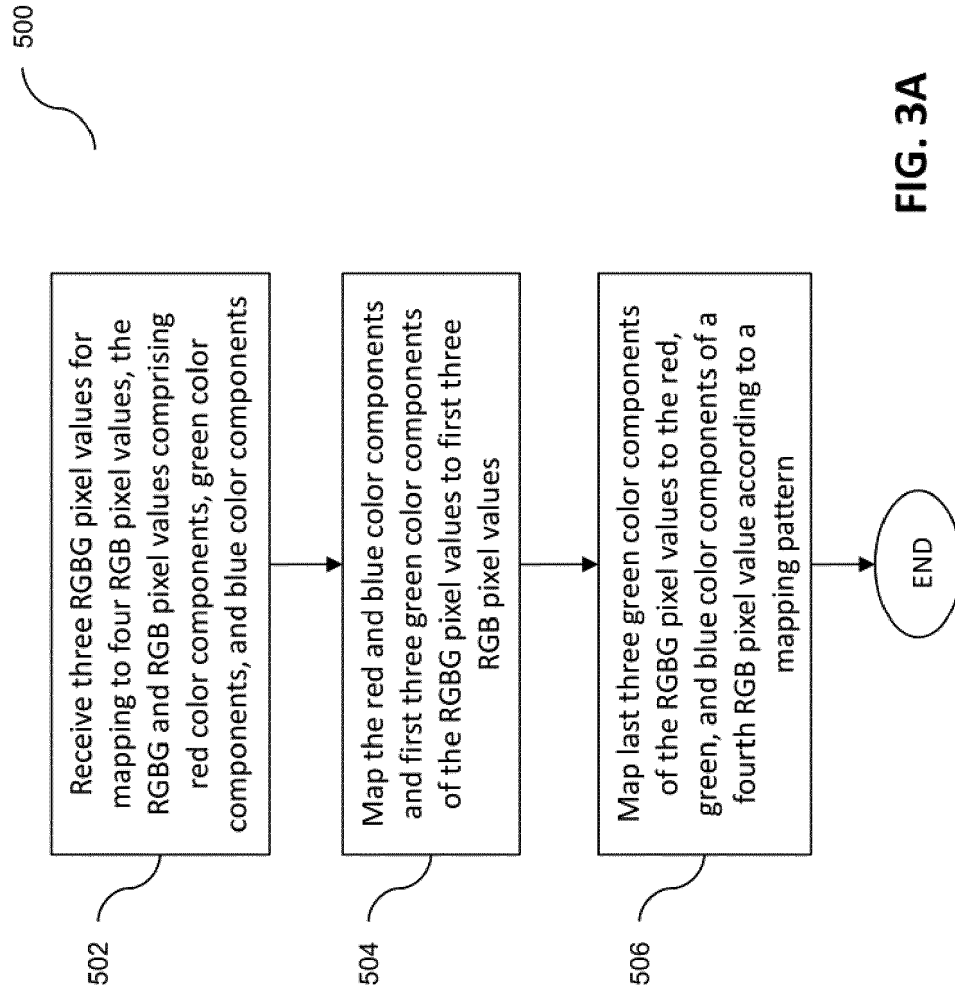 500
502
Receive three RGBG pixel values for
mapping to four RGB pixel values, the
RGBG and RGB pixel values comprising
red color components, green color
components, and blue color components
504
Map the red and blue color components
and first three green color components
of the RGBG pixel values to first three
RGB pixel values
506
Map last three green color components
of the RGBG pixel values to the red,
green, and blue color components of a
fourth RGB pixel value according to a
mapping pattern
END
FIG. 3A